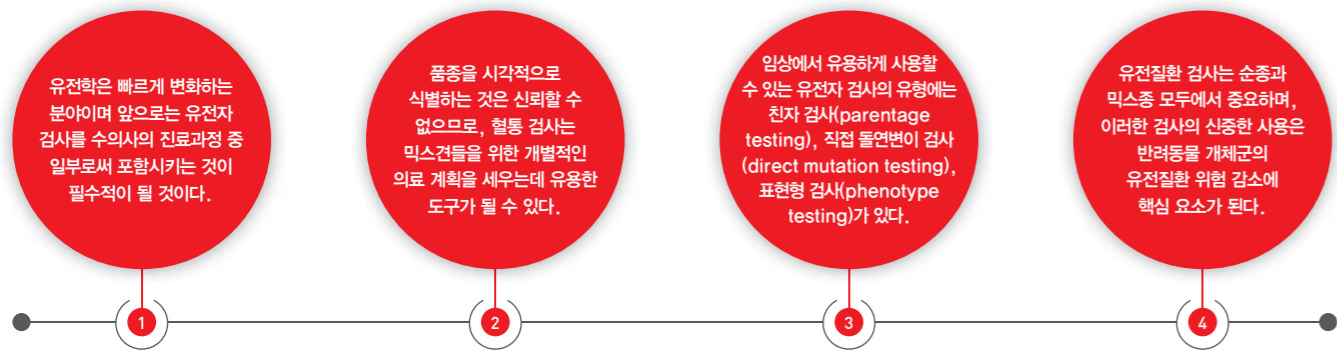 유전학은 빠르게 변화하는
분야이며 앞으로는 유전자
검사를 수의사의 진료과정 중
일부로써 포함시키는 것이
필수적이 될 것이다.
품종을 시각적으로
식별하는 것은 신뢰할 수
없으므로, 혈통 검사는
믹스견들을 위한 개별적인
의료 계획을 세우는데 유용한
도구가 될 수 있다.
임상에서 유용하게 사용할
수 있는 유전자 검사의 유형에는
친자 검사(parentage
testing), 직접 돌연변이 검사
(direct mutation testing),
표현형 검사(phenotype
testing)가 있다.
유전질환 검사는 순종과
믹스종 모두에서 중요하며,
이러한 검사의 신중한 사용은
반려동물 개체군의
유전질환 위험 감소에
핵심 요소가 된다.
1
2
3
4